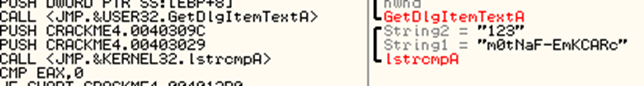 PUSH DWORD PTR SS:[EBP+8]
CALL <JMP.&USER32.GetDlgItemTextA>
PUSH CRACKME4.0040309C
PUSH CRACKME4.00403029
CALL <JMP.&KERNEL32.lstrcmpA>
CMP EAX,0
hWnd
GetDlgItemTextA
String2 = "123"
String1 = "m0tNaF-EmKCARc"
lstrcmpA